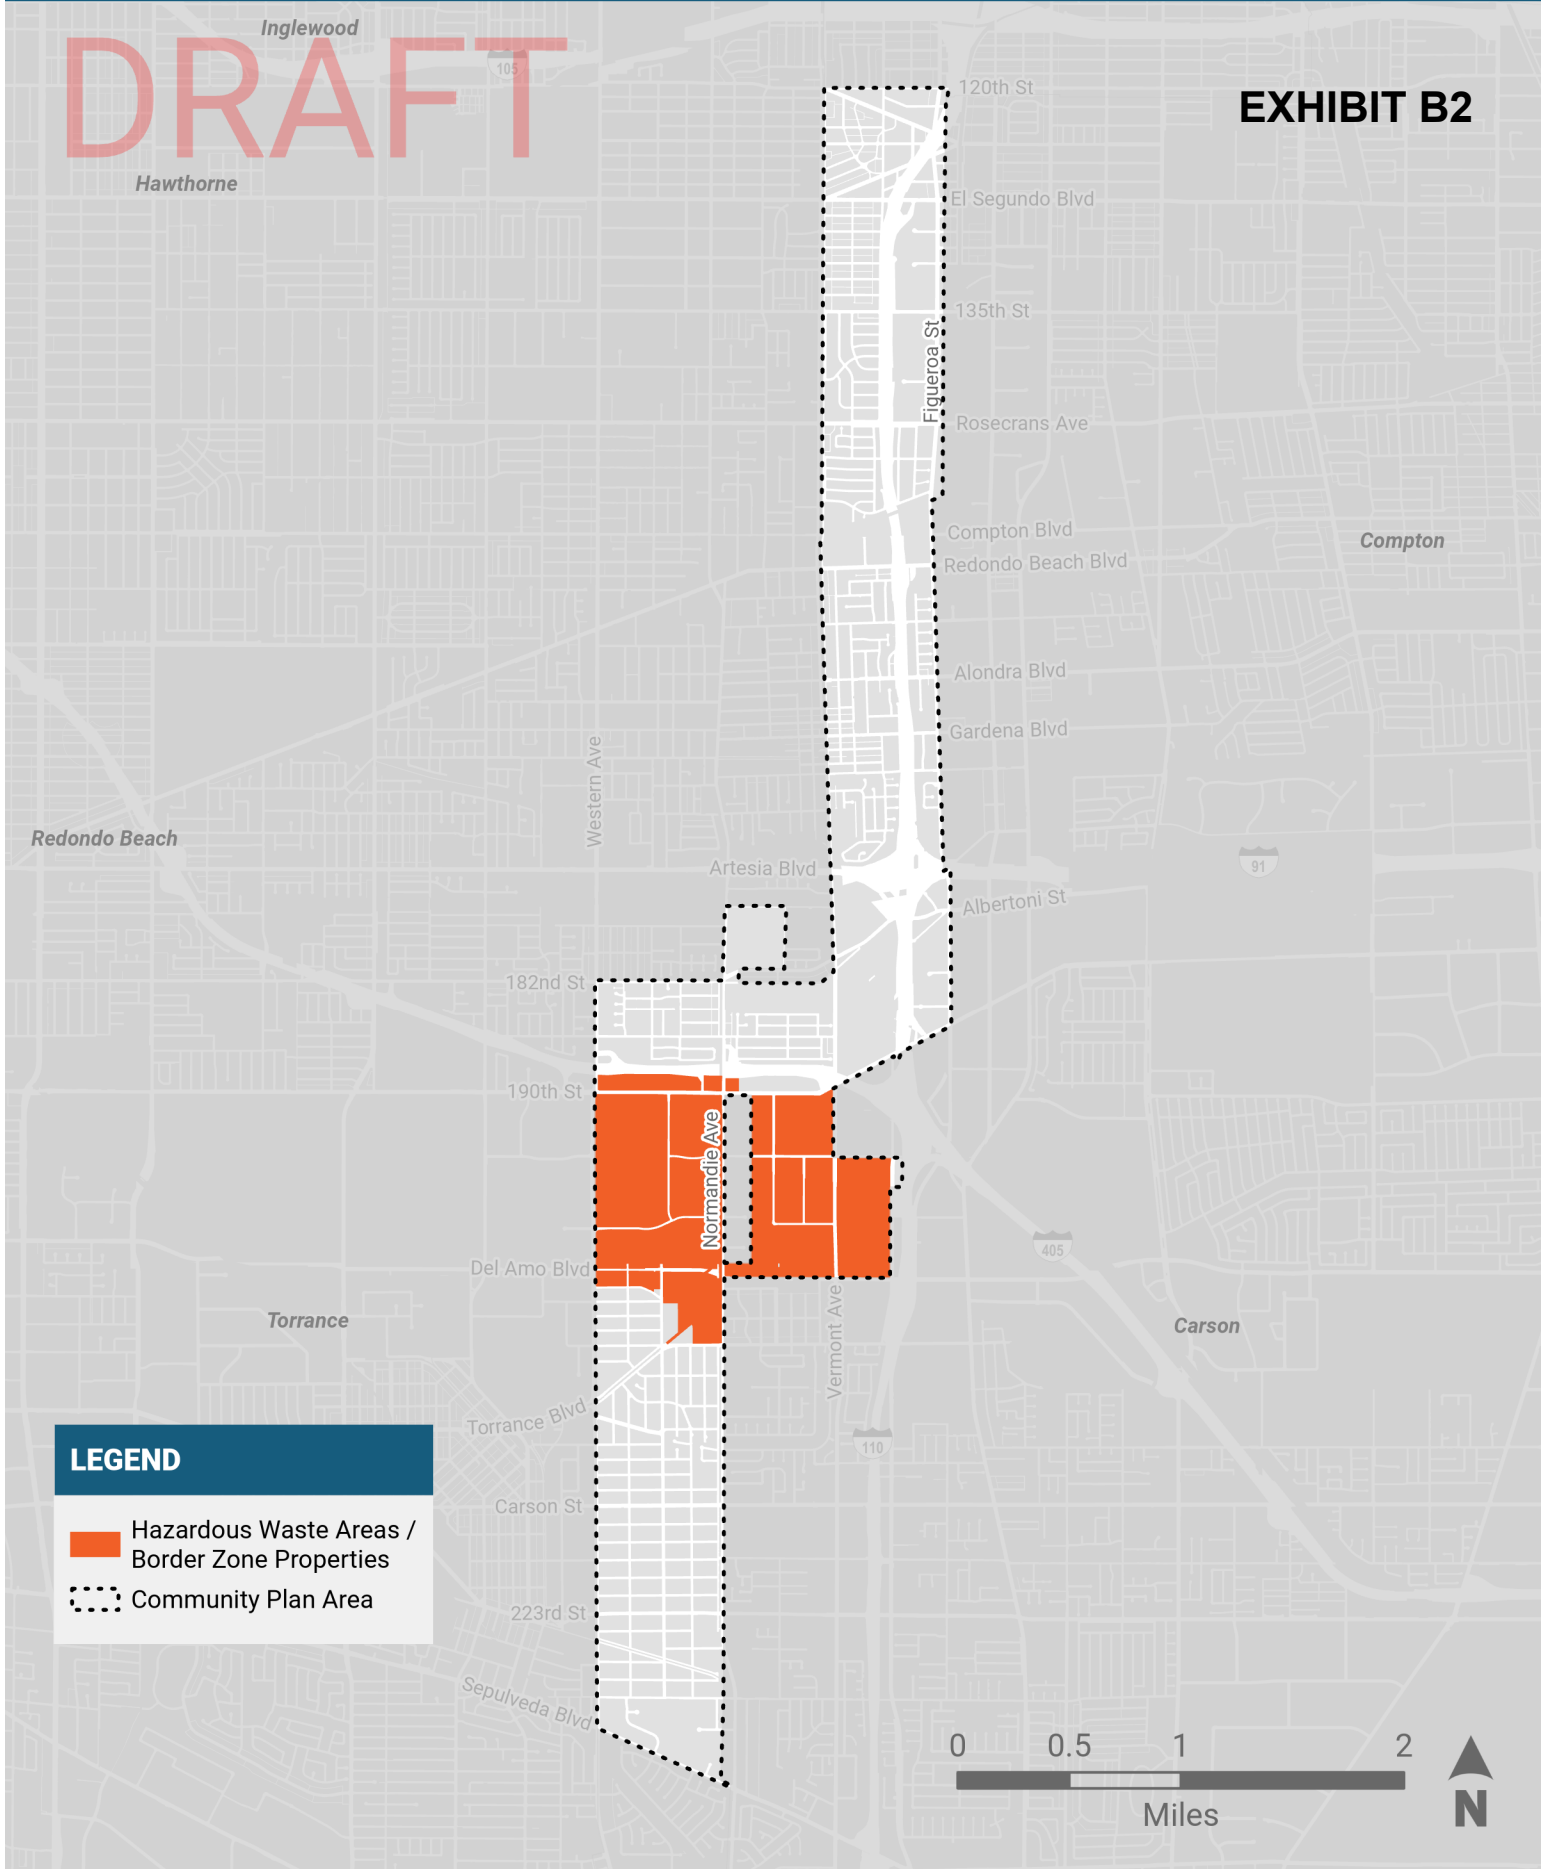 Inglewood
DRAFT
105
120th St
EXHIBIT B2
Hawthorne
El Segundo Blvd
135th St
Figueroa St
Rosecrans Ave
Compton Blvd
Compton
Redondo Beach Blvd
Alondra Blvd
Gardena Blvd
Western Ave
Redondo Beach
Artesia Blvd
91
Albertoni St
182nd St
190th St
Normandie Ave
405
Del Amo Blvd
Torrance
Vermont Ave
Carson
Torrance Blvd
110
LEGEND
Hazardous Waste Areas /
Border Zone Properties
Community Plan Area
Carson St
223rd St
Sepulveda Blvd
0 0.5 1 2
Miles
N